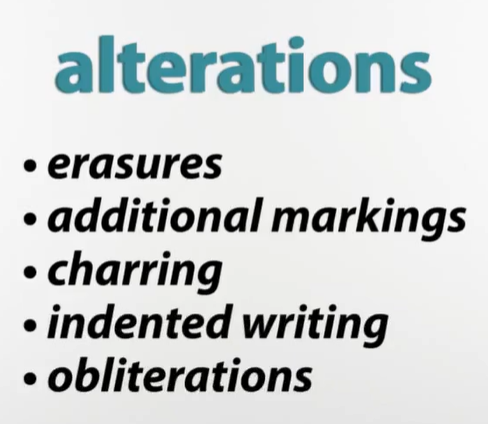 alterations
• erasures
• additional markings
• charring
• indented writing
• obliterations